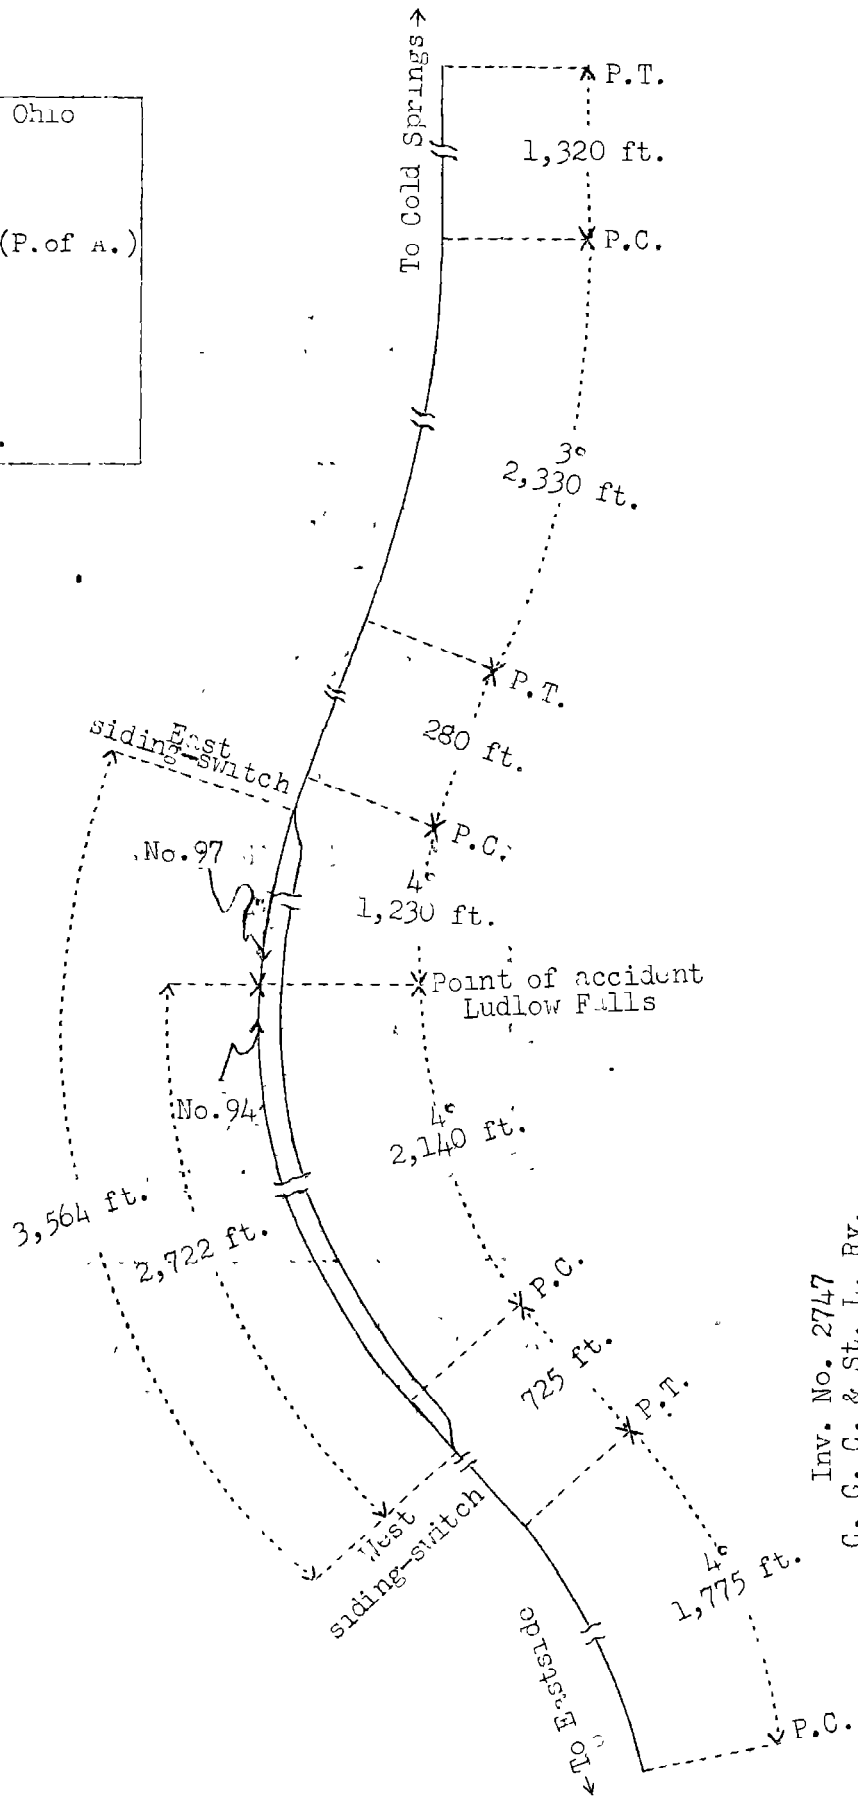 Ohio
(P.of A.)
To Cold Springs
P.T.
1,320 ft.
P.C.
3°
2,330 ft.
P.T.
280 ft.
East
siding-switch
P.C.
No.97
4°
1,230 ft.
Point of accident
Ludlow Falls
No.94
4°
2,140 ft.
3,564 ft.
2,722 ft.
P.C.
725 ft.
P.T.
West
siding-switch
4°
1,775 ft.
To Eastside
P.C.
Inv. No. 2747
C. C. C. & St. L. Ry.